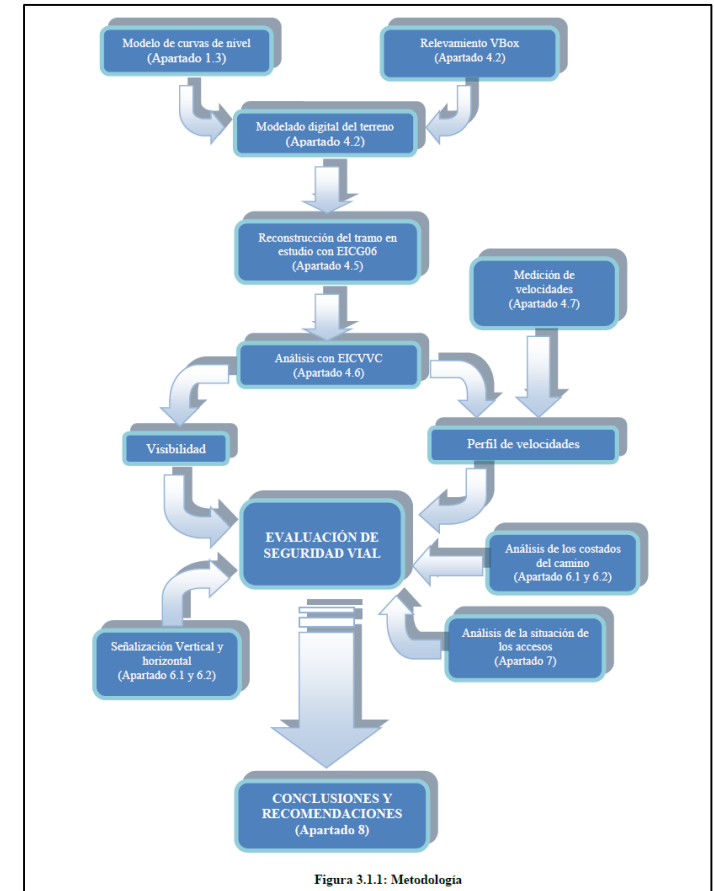 Modelo de curvas de nivel
(Apartado 1.3)
Relevamiento VBox
(Apartado 4.2)
Modelado digital del terreno
(Apartado 4.2)
Reconstrucción del tramo en
estudio con EICG06
(Apartado 4.5)
Medición de
velocidades
(Apartado 4.7)
Análisis con EICVVC
(Apartado 4.6)
Visibilidad
Perfil de velocidades
EVALUACIÓN DE
SEGURIDAD VIAL
Análisis de los costados
del camino
(Apartado 6.1 y 6.2)
Señalización Vertical y
horizontal
(Apartado 6.1 y 6.2)
Análisis de la situación de
los accesos
(Apartado 7)
CONCLUSIONES Y
RECOMENDACIONES
(Apartado 8)
Figura 3.1.1: Metodología